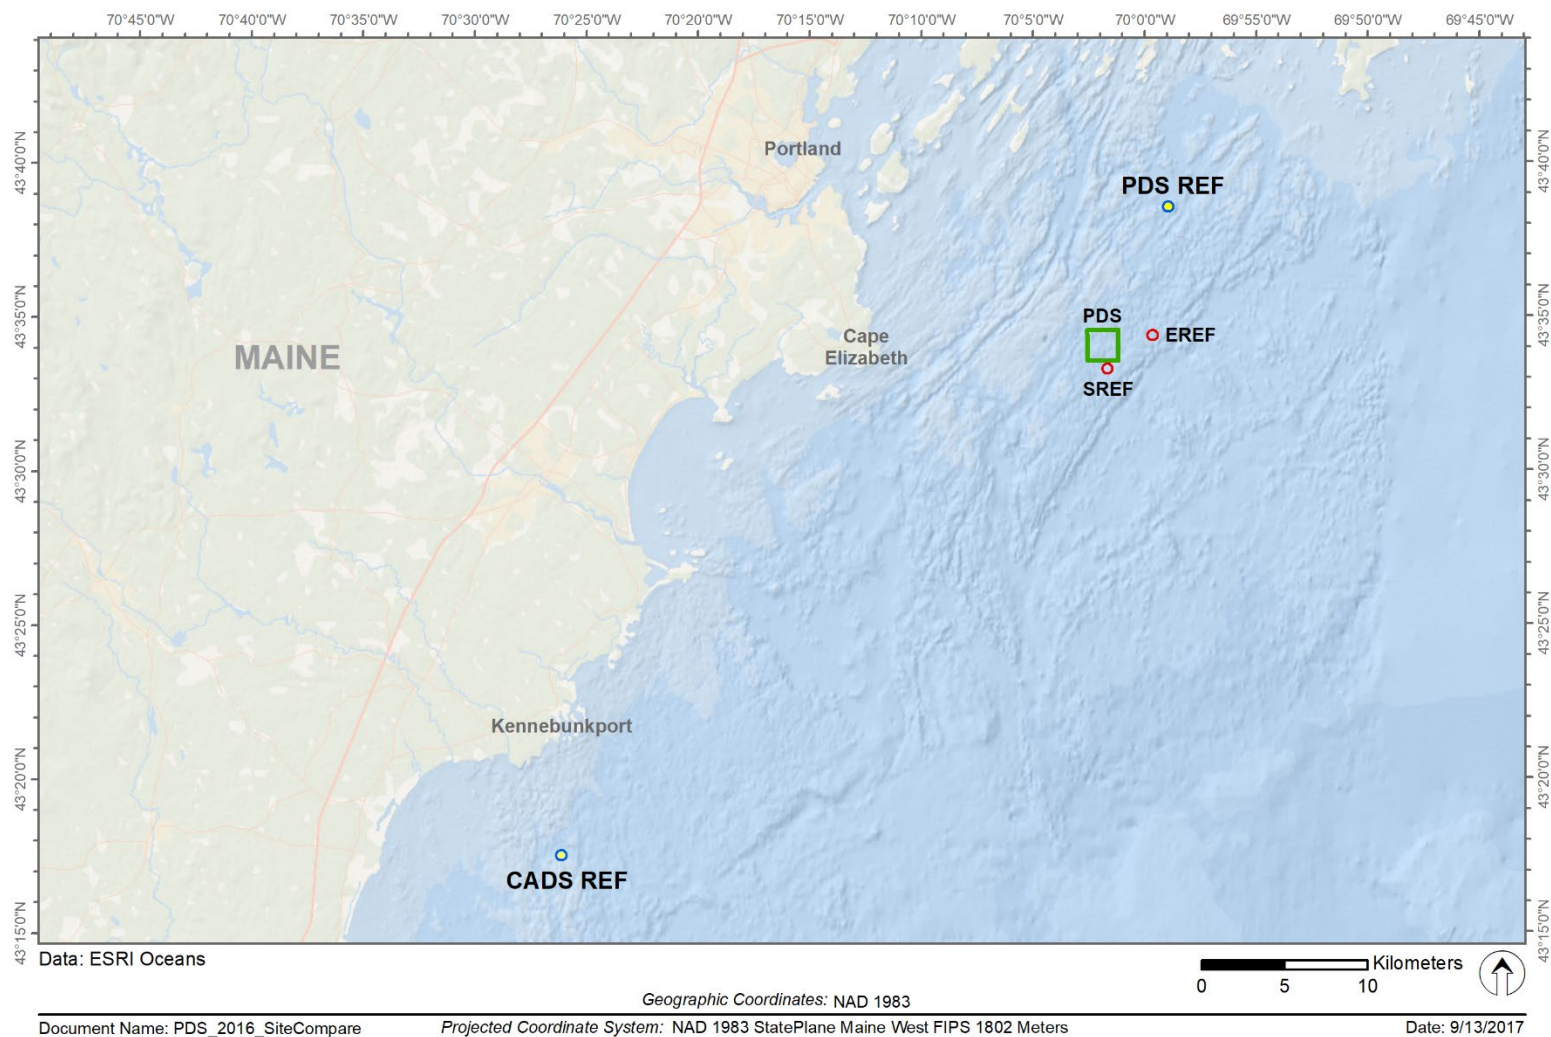 70°45'0"W 70°40'0"W 70°35'0"W 70°30'0"W 70°25'0"W 70°20'0"W 70°15'0"W 70°10'0"W 70°5'0"W 70°0'0"W 69°55'0"W 69°50'0"W 69°45'0"W
43°40'0"N
43°35'0"N
43°30'0"N
43°25'0"N
43°20'0"N
43°15'0"N
Portland
PDS REF
PDS
EREF
MAINE
Cape
Elizabeth
SREF
Kennebunkport
CADS REF
43°40'0"N
43°35'0"N
43°30'0"N
43°25'0"N
43°20'0"N
43°15'0"N
Data: ESRI Oceans
Kilometers
0 5 10
Geographic Coordinates: NAD 1983
Document Name: PDS_2016_SiteCompare Projected Coordinate System: NAD 1983 StatePlane Maine West FIPS 1802 Meters Date: 9/13/2017